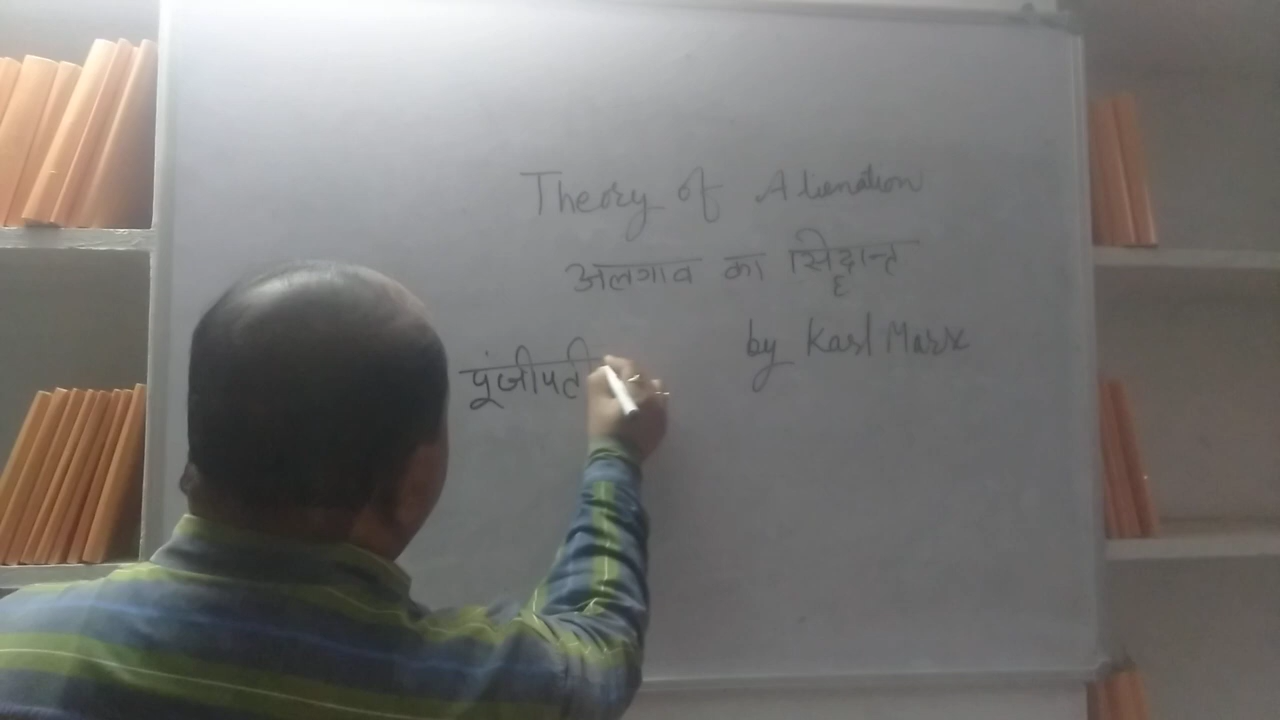 Theory of Alienation
अलगाव का सिद्धान्त
by Karl Marx
पूंजीपती